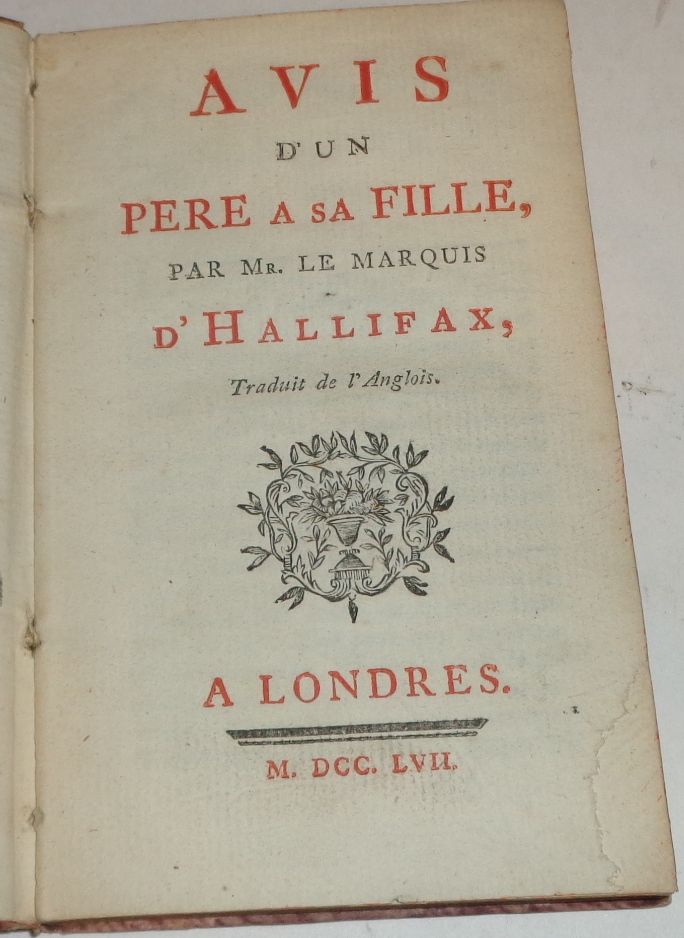 AVIS
D'UN
PERE A SA FILLE,
PAR MR. LE MARQUIS
D'HALLIFAX,
Traduit de l'Anglois.
A LONDRES.
M. DCC. LVII.